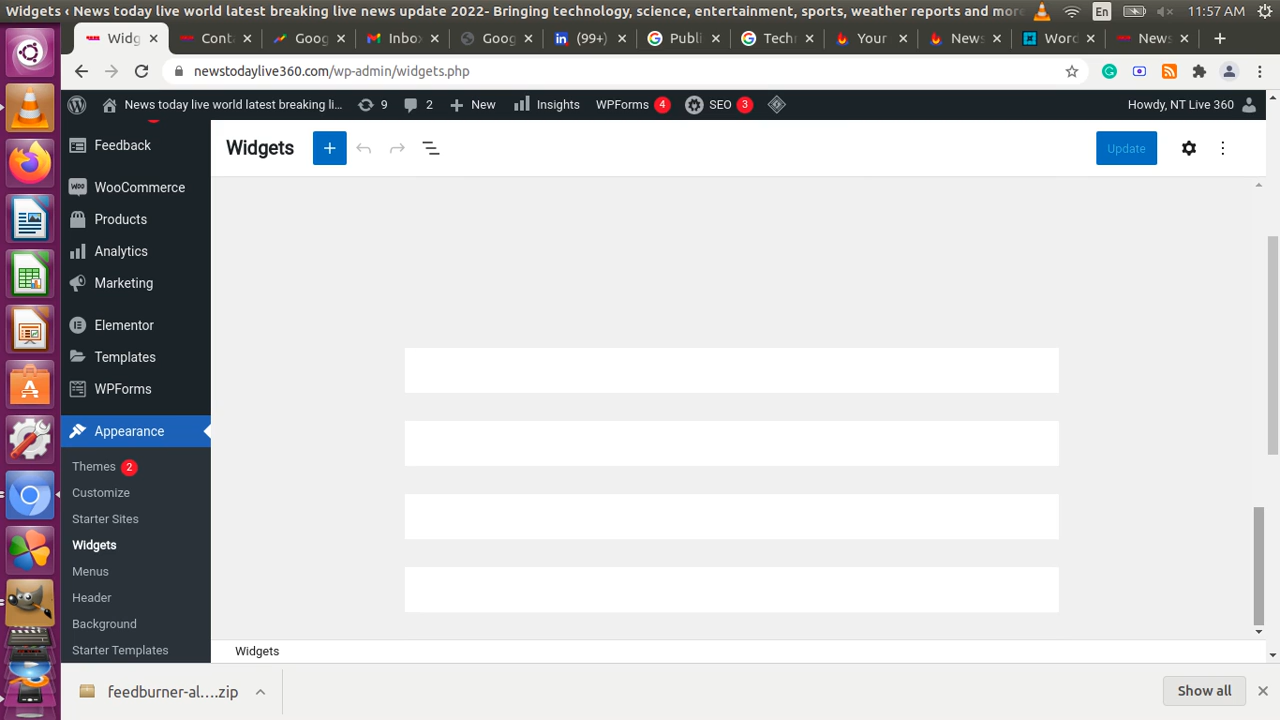 Widgets ‹ News today live world latest breaking live news update 2022- Bringing technology, science, entertainment, sports, weather reports and more
En
11:57 AM
Widg
Cont
Goog
Inbo
Goog
(99+)
Publi
Tech
Your
News
Word
News
newstodaylive360.com/wp-admin/widgets.php
News today live world latest breaking li...
9
2
New
Insights
WPForms 4
SEO 3
Howdy, NT Live 360
Feedback
WooCommerce
Products
Analytics
Marketing
Elementor
Templates
WPForms
Appearance
Themes 2
Customize
Starter Sites
Widgets
Menus
Header
Background
Starter Templates
Widgets
Update
Widgets
feedburner-al....zip
Show all